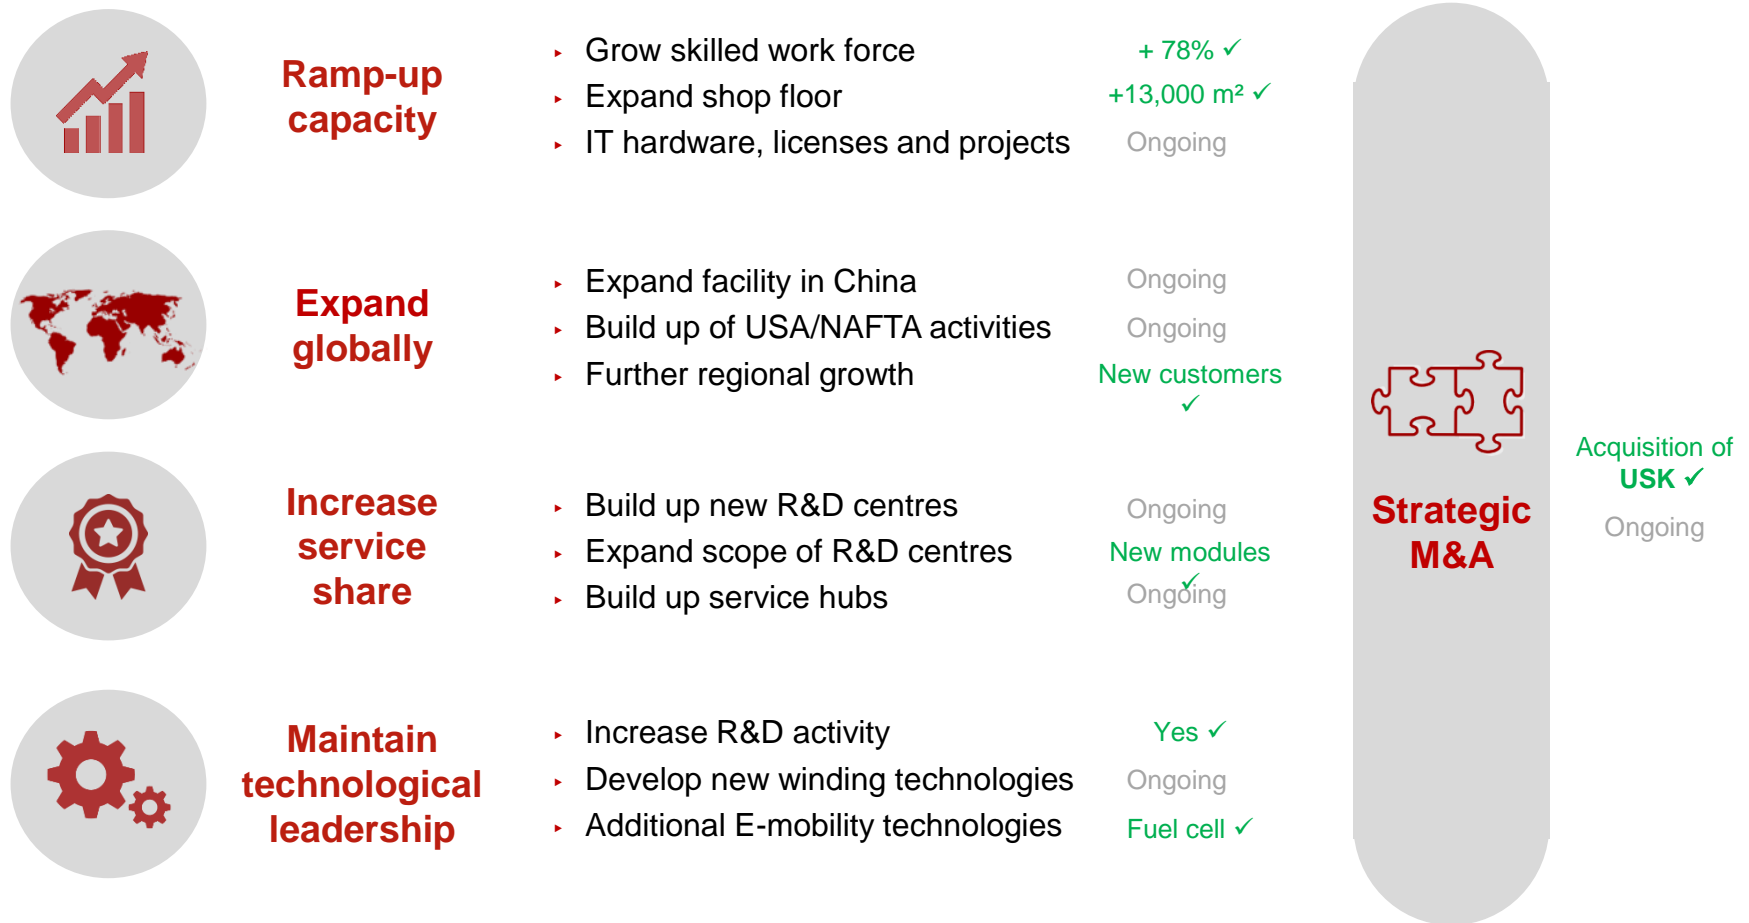 Ramp-up
capacity
▸ Grow skilled work force + 78% ✓
▸ Expand shop floor +13,000 m² ✓
▸ IT hardware, licenses and projects Ongoing
Expand
globally
▸ Expand facility in China Ongoing
▸ Build up of USA/NAFTA activities Ongoing
▸ Further regional growth New customers
✓
Increase
service
share
▸ Build up new R&D centres Ongoing
▸ Expand scope of R&D centres New modules
✓
▸ Build up service hubs Ongoing
Maintain
technological
leadership
▸ Increase R&D activity Yes ✓
▸ Develop new winding technologies Ongoing
▸ Additional E-mobility technologies Fuel cell ✓
Strategic
M&A
Acquisition of
USK ✓
Ongoing